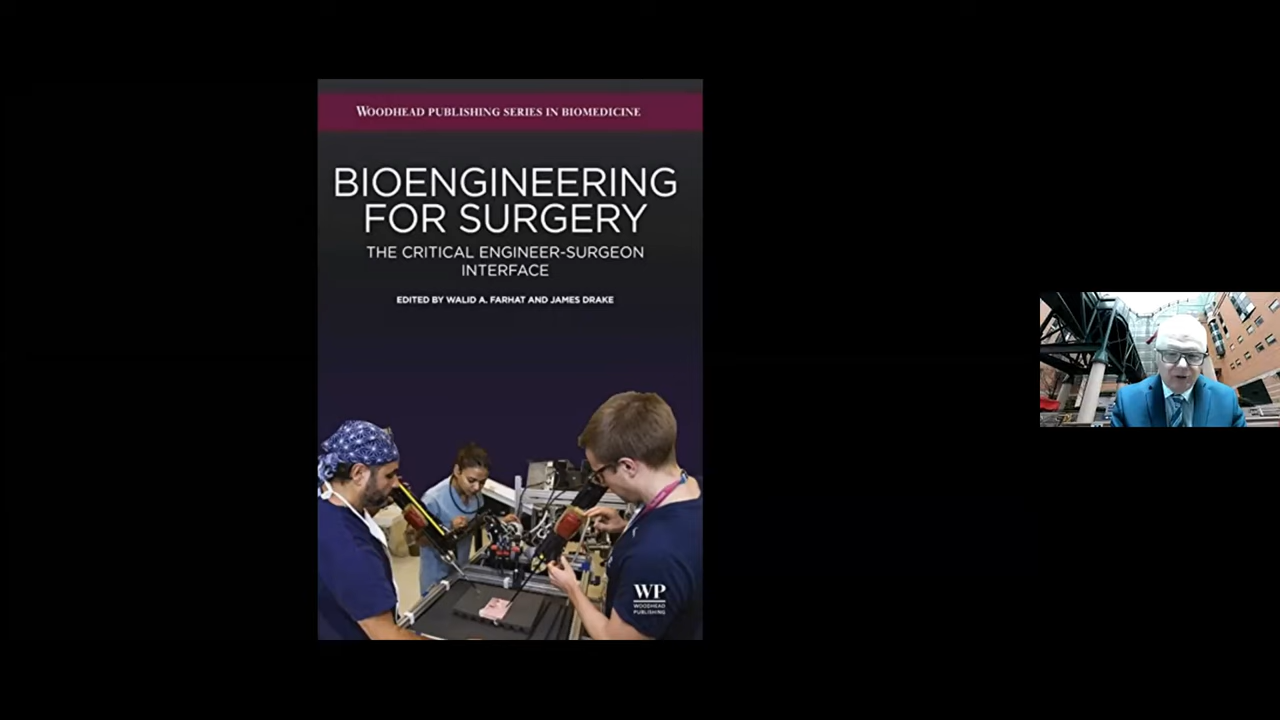 WOODHEAD PUBLISHING SERIES IN BIOMEDICINE
BIOENGINEERING
FOR SURGERY
THE CRITICAL ENGINEER-SURGEON
INTERFACE
EDITED BY WALID A. FARHAT AND JAMES DRAKE
WP
WOODHEAD
PUBLISHING